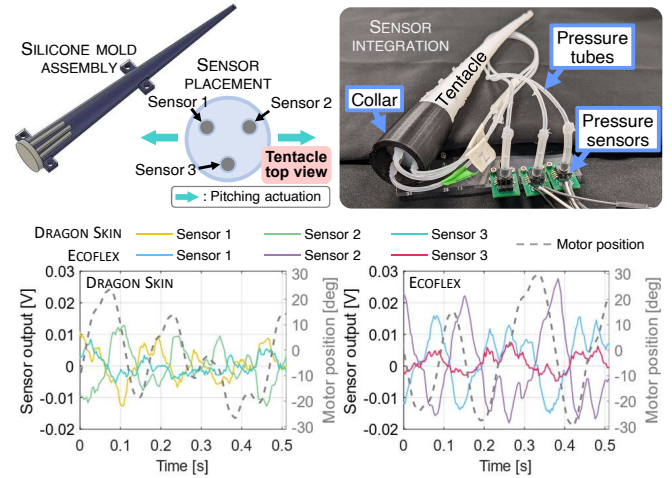 SILICONE MOLD
ASSEMBLY
SENSOR
PLACEMENT
Sensor 1
Sensor 2
Sensor 3
Tentacle
top view
: Pitching actuation
SENSOR
INTEGRATION
Pressure
tubes
Tentacle
Collar
Pressure
sensors
DRAGON SKIN Sensor 1 Sensor 2 Sensor 3
ECOFLEX Sensor 1 Sensor 2 Sensor 3 Motor position
DRAGON SKIN
Sensor output [V]
0.03
0.02
0.01
0
-0.01
-0.02
30
20
10
0
-10
-20
-30
Motor position [deg]
0 0.1 0.2 0.3 0.4 0.5
Time [s]
ECOFLEX
Sensor output [V]
0.03
0.02
0.01
0
-0.01
-0.02
30
20
10
0
-10
-20
-30
Motor position [deg]
0 0.1 0.2 0.3 0.4 0.5
Time [s]